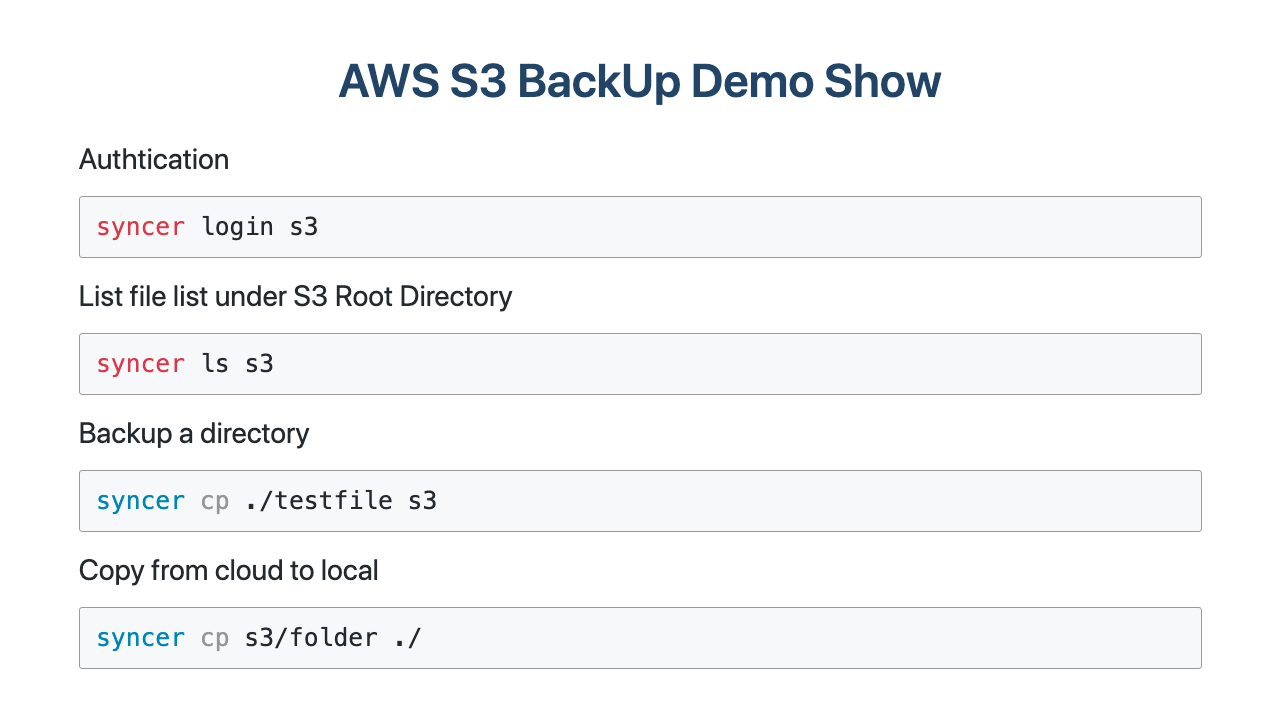 AWS S3 BackUp Demo Show
Authtication
syncer login s3
List file list under S3 Root Directory
syncer ls s3
Backup a directory
syncer cp ./testfile s3
Copy from cloud to local
syncer cp s3/folder ./